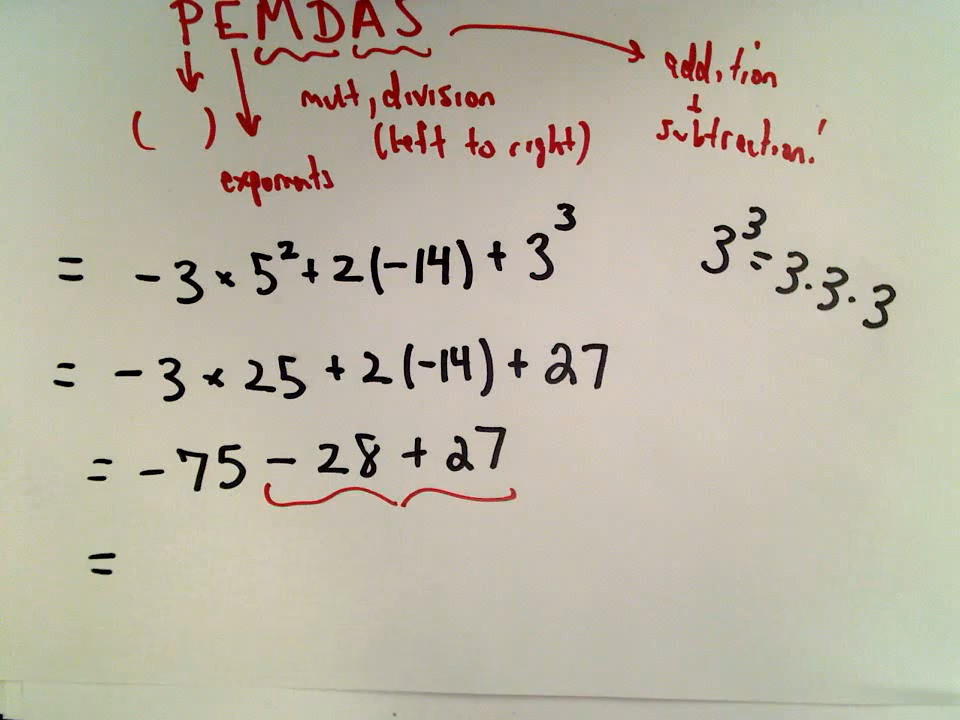 PEMDAS
addition
+
subtraction!
mult, division
(left to right)
( )
exponents
= -3 × 5² + 2(-14) + 3³
3³ = 3·3·3
= -3 × 25 + 2(-14) + 27
= -75 - 28 + 27
=